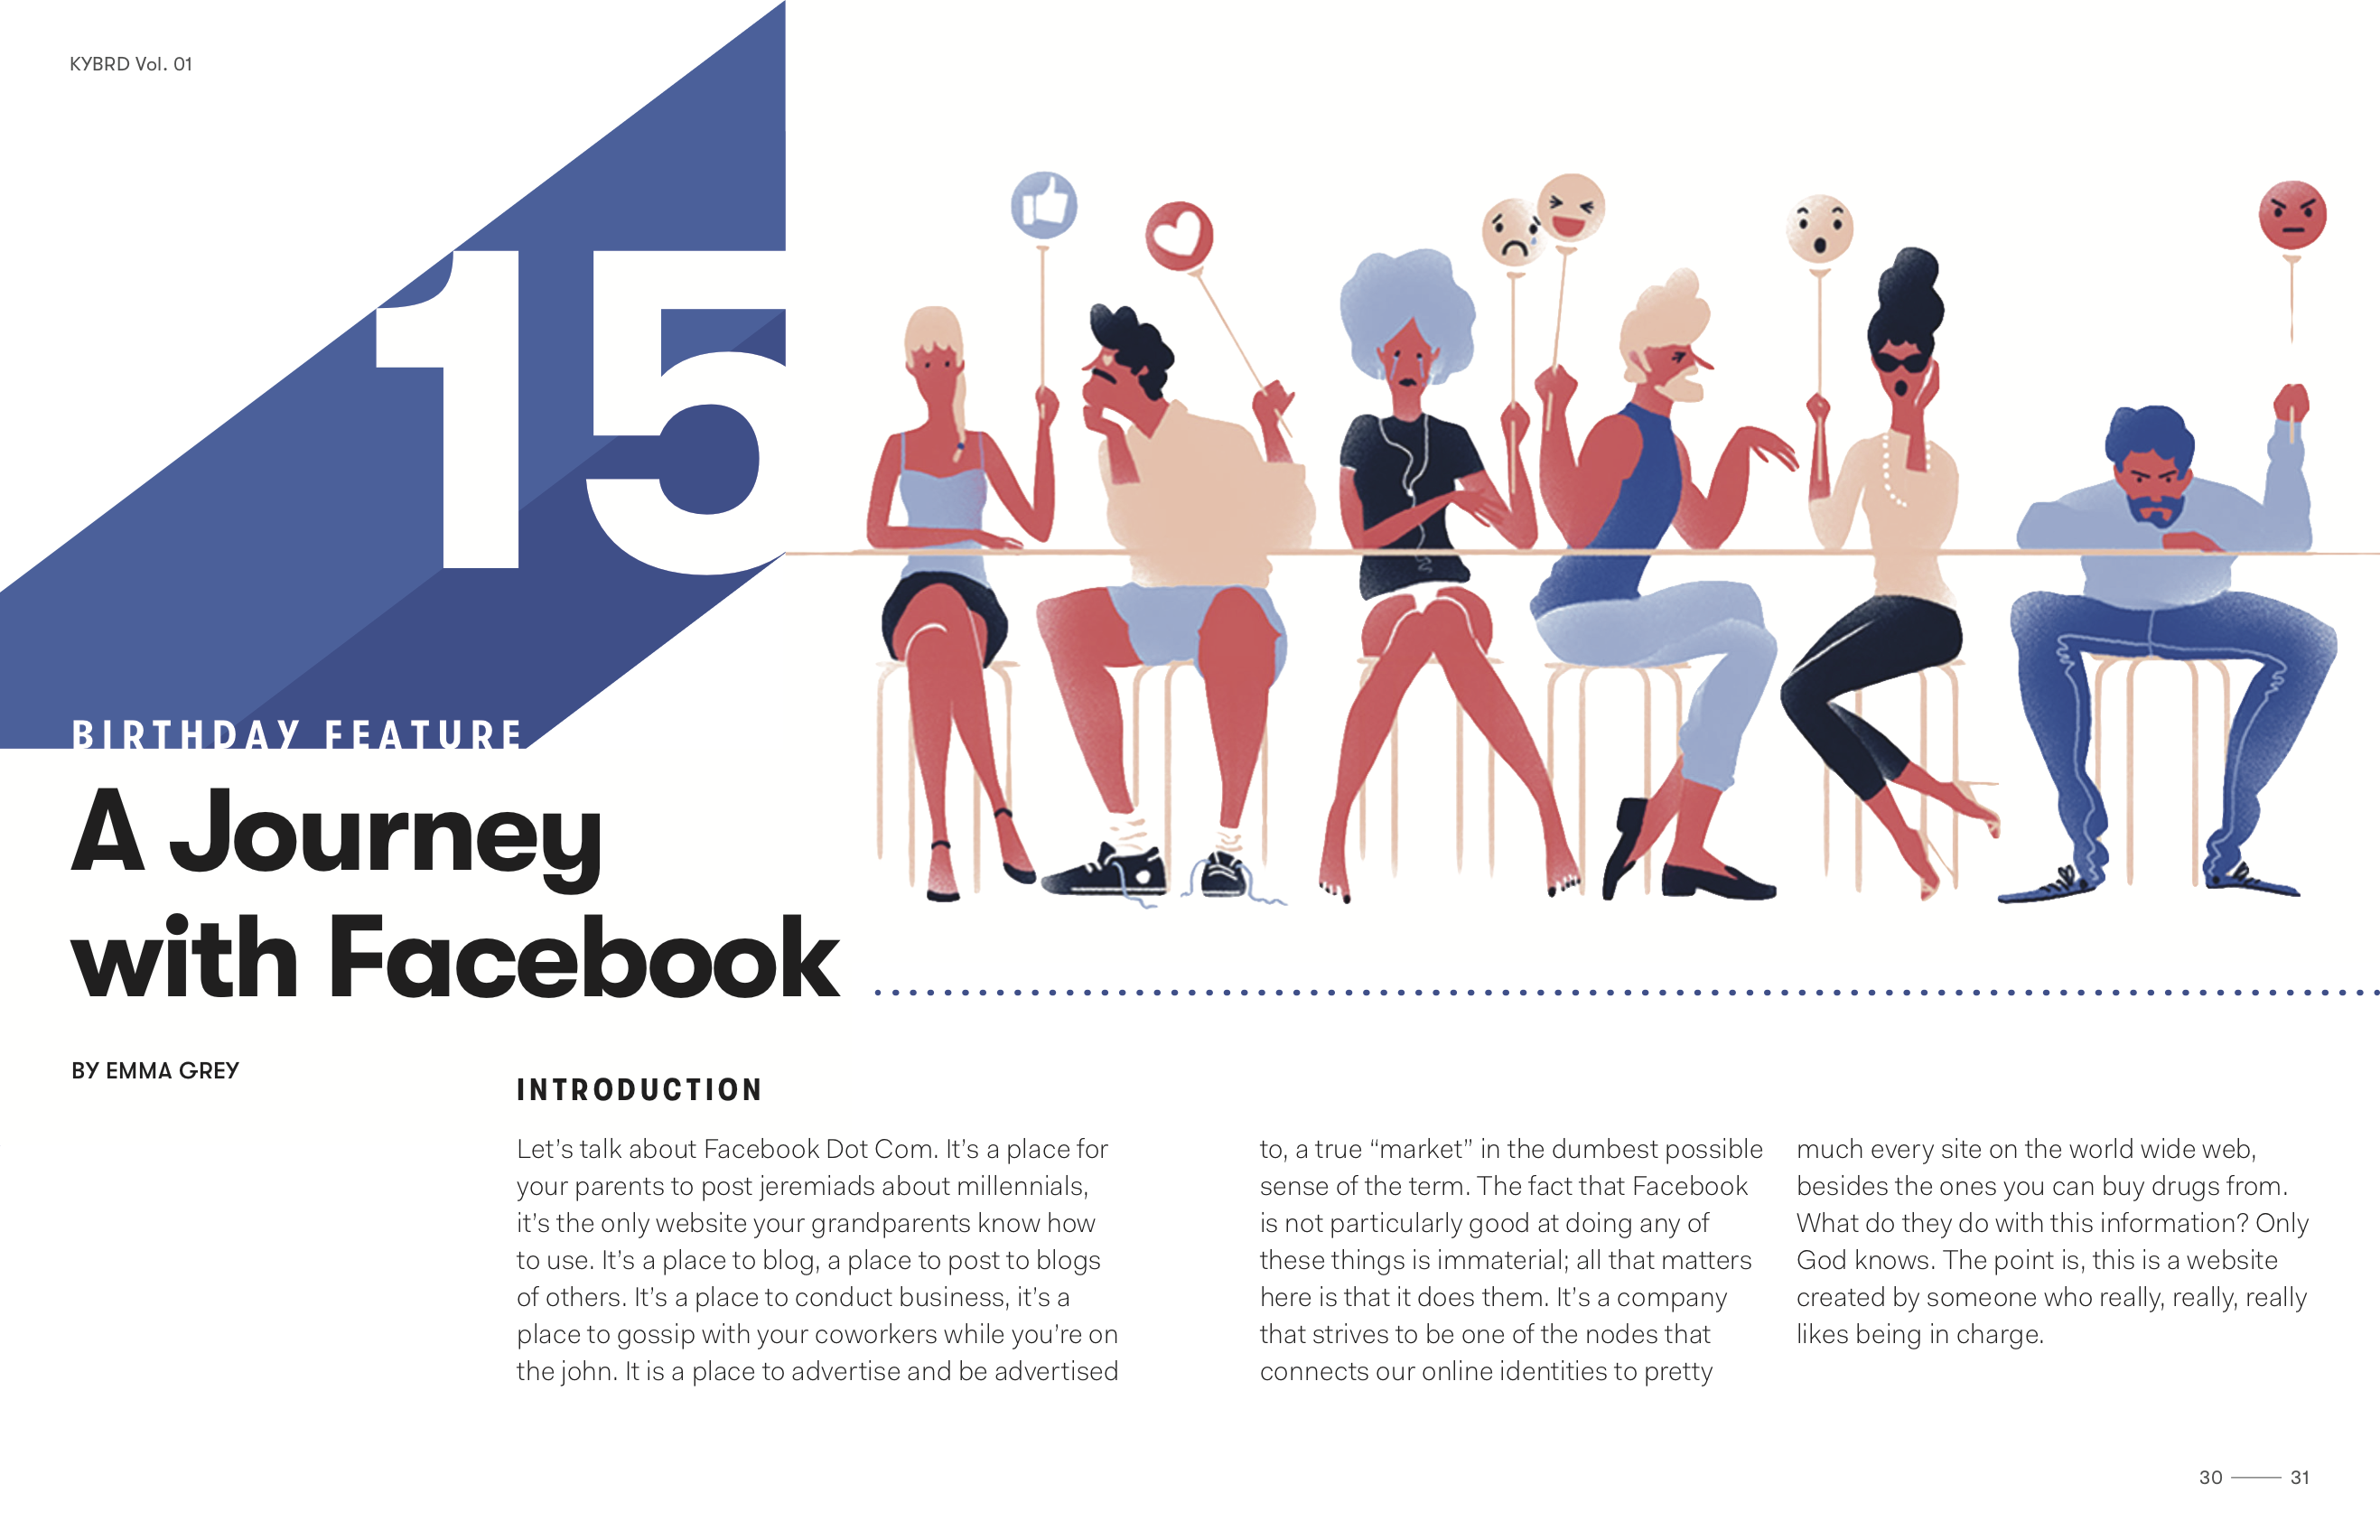 KYBRD Vol. 01
15
BIRTHDAY FEATURE
A Journey
with Facebook
BY EMMA GREY
INTRODUCTION
Let’s talk about Facebook Dot Com. It’s a place for
your parents to post jeremiads about millennials,
it’s the only website your grandparents know how
to use. It’s a place to blog, a place to post to blogs
of others. It’s a place to conduct business, it’s a
place to gossip with your coworkers while you’re on
the john. It is a place to advertise and be advertised
to, a true “market” in the dumbest possible
sense of the term. The fact that Facebook
is not particularly good at doing any of
these things is immaterial; all that matters
here is that it does them. It’s a company
that strives to be one of the nodes that
connects our online identities to pretty
much every site on the world wide web,
besides the ones you can buy drugs from.
What do they do with this information? Only
God knows. The point is, this is a website
created by someone who really, really, really
likes being in charge.
30 — 31